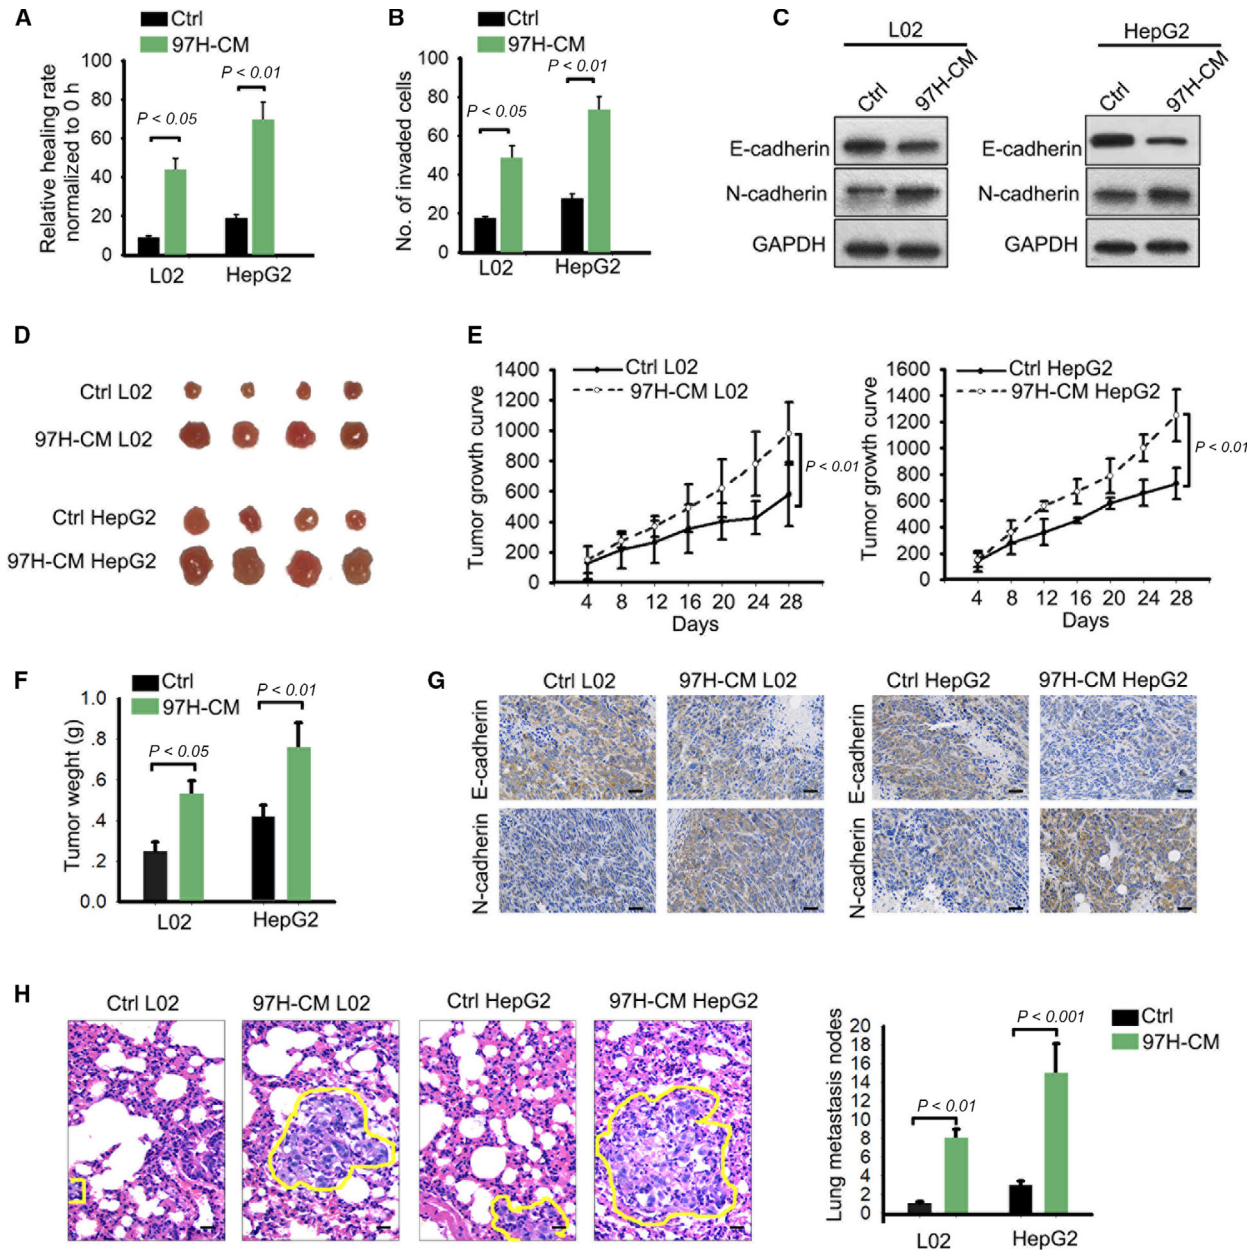 A
Ctrl
97H-CM
Relative healing rate
normalized to 0 h
100
80
60
40
20
0
P < 0.05
P < 0.01
L02
HepG2
B
Ctrl
97H-CM
No. of invaded cells
100
80
60
40
20
0
P < 0.05
P < 0.01
L02
HepG2
C
L02
Ctrl
97H-CM
E-cadherin
N-cadherin
GAPDH
HepG2
Ctrl
97H-CM
E-cadherin
N-cadherin
GAPDH
D
Ctrl L02
97H-CM L02
Ctrl HepG2
97H-CM HepG2
E
Tumor growth curve
1400
1200
1000
800
600
400
200
0
Ctrl L02
97H-CM L02
P < 0.01
4 8 12 16 20 24 28
Days
Tumor growth curve
1600
1400
1200
1000
800
600
400
200
0
Ctrl HepG2
97H-CM HepG2
P < 0.01
4 8 12 16 20 24 28
Days
F
Ctrl
97H-CM
Tumor weght (g)
1.0
.8
.6
.4
.2
0.0
P < 0.05
P < 0.01
L02
HepG2
G
Ctrl L02
97H-CM L02
Ctrl HepG2
97H-CM HepG2
E-cadherin
N-cadherin
E-cadherin
N-cadherin
H
Ctrl L02
97H-CM L02
Ctrl HepG2
97H-CM HepG2
Lung metastasis nodes
20
18
16
14
12
10
8
6
4
2
0
P < 0.01
P < 0.001
Ctrl
97H-CM
L02
HepG2